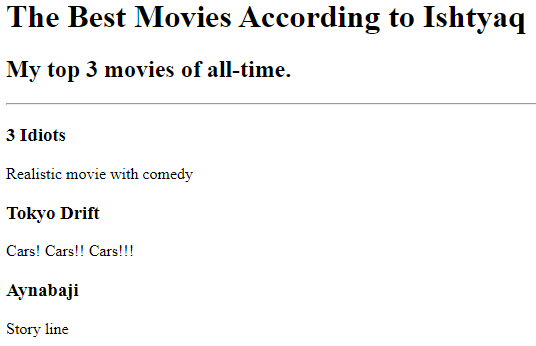 The Best Movies According to Ishtyaq
My top 3 movies of all-time.
3 Idiots
Realistic movie with comedy
Tokyo Drift
Cars! Cars!! Cars!!!
Aynabaji
Story line